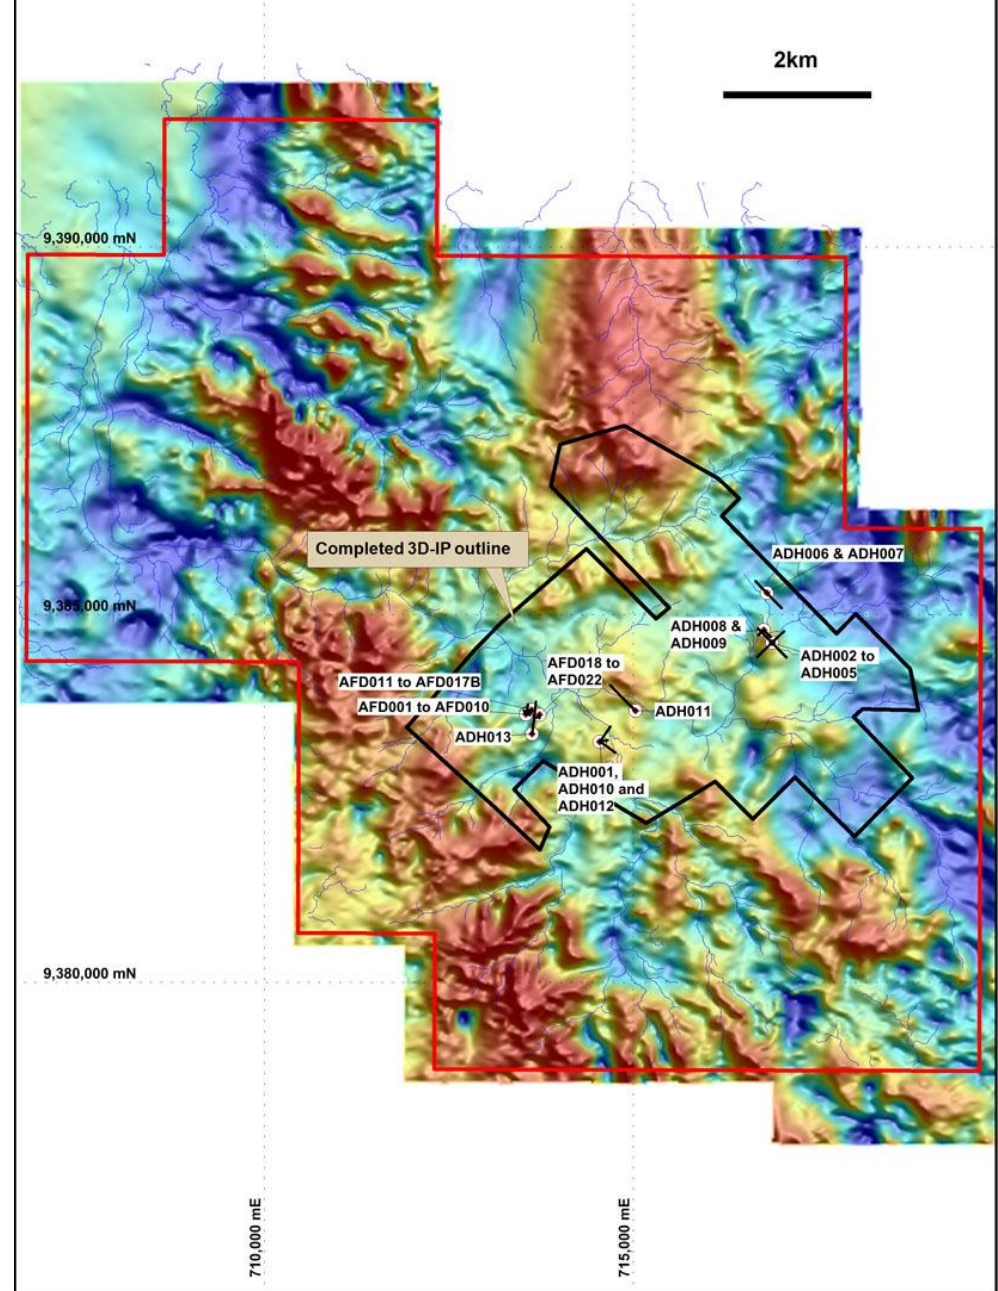 2km
9,390,000 mN
Completed 3D-IP outline
ADH006 & ADH007
9,385,000 mN
ADH008 &
ADH009
ADH002 to
ADH005
AFD018 to
AFD022
AFD011 to AFD017B
AFD001 to AFD010
ADH011
ADH013
ADH001,
ADH010 and
ADH012
9,380,000 mN
710,000 mE
715,000 mE